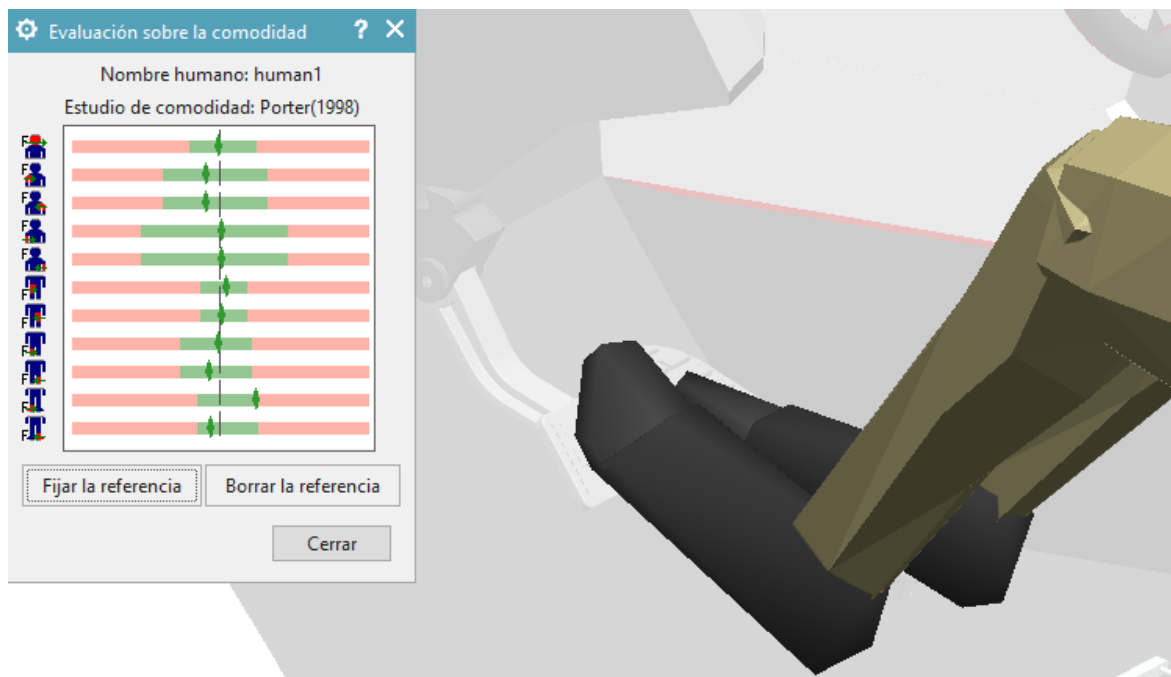 Evaluación sobre la comodidad ?
Nombre humano: human1
Estudio de comodidad: Porter(1998)
F
F
F
F
F
F
F
F
F
F
F
Fijar la referencia Borrar la referencia
Cerrar